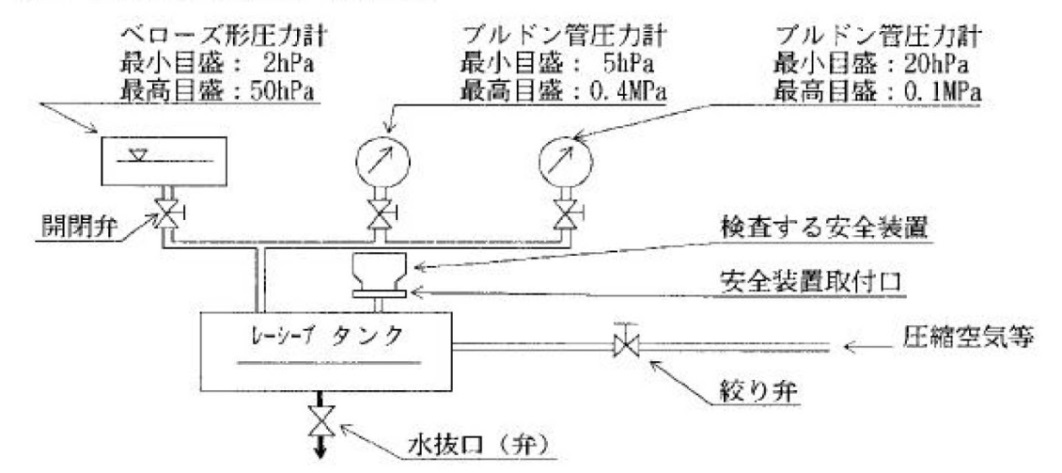 ベローズ形圧力計
最小目盛： 2hPa
最高目盛：50hPa
ブルドン管圧力計
最小目盛： 5hPa
最高目盛：0.4MPa
ブルドン管圧力計
最小目盛：20hPa
最高目盛：0.1MPa
開閉弁
検査する安全装置
安全装置取付口
レーシーブ タンク
圧縮空気等
絞り弁
水抜口（弁）